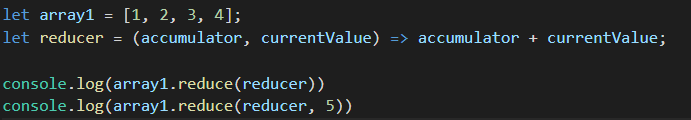 let array1 = [1, 2, 3, 4];
let reducer = (accumulator, currentValue) => accumulator + currentValue;
console.log(array1.reduce(reducer))
console.log(array1.reduce(reducer, 5))